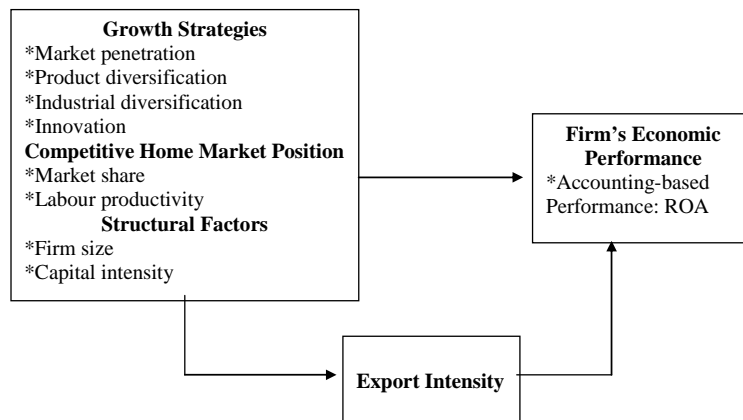 Growth Strategies
*Market penetration
*Product diversification
*Industrial diversification
*Innovation
Competitive Home Market Position
*Market share
*Labour productivity
Structural Factors
*Firm size
*Capital intensity
Firm's Economic
Performance
*Accounting-based
Performance: ROA
Export Intensity